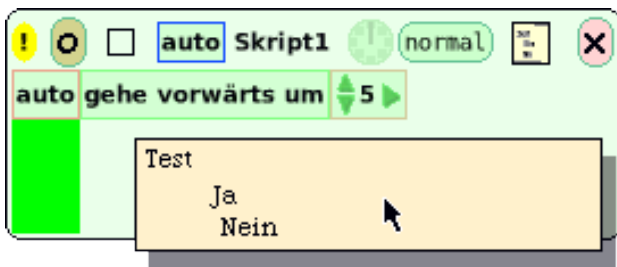 ! O auto Skript1 normal
auto gehe vorwärts um 5
Test
Ja
Nein